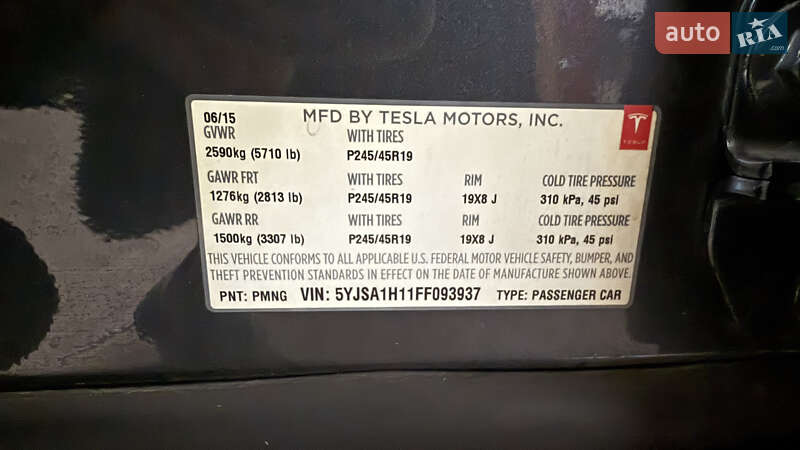 auto RIA
06/15 MFD BY TESLA MOTORS, INC.
GVWR WITH TIRES
2590kg (5710 lb) P245/45R19
TESLA
GAWR FRT WITH TIRES RIM COLD TIRE PRESSURE
1276kg (2813 lb) P245/45R19 19X8 J 310 kPa, 45 psi
GAWR RR WITH TIRES RIM COLD TIRE PRESSURE
1500kg (3307 lb) P245/45R19 19X8 J 310 kPa, 45 psi
THIS VEHICLE CONFORMS TO ALL APPLICABLE U.S. FEDERAL MOTOR VEHICLE SAFETY, BUMPER, AND
THEFT PREVENTION STANDARDS IN EFFECT ON THE DATE OF MANUFACTURE SHOWN ABOVE.
PNT: PMNG VIN: 5YJSA1H11FF093937 TYPE: PASSENGER CAR